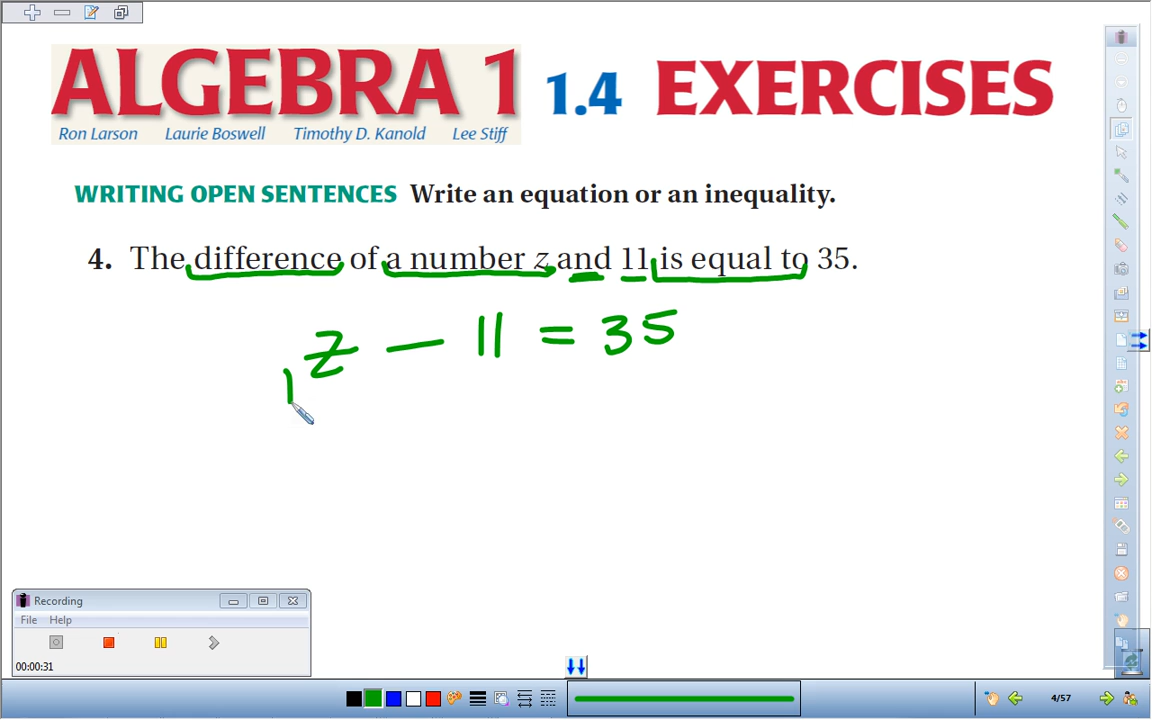 ALGEBRA 1 1.4 EXERCISES
Ron Larson Laurie Boswell Timothy D. Kanold Lee Stiff
WRITING OPEN SENTENCES Write an equation or an inequality.
4. The difference of a number z and 11 is equal to 35.
z − 11 = 35
Recording
File Help
00:00:31
4/57